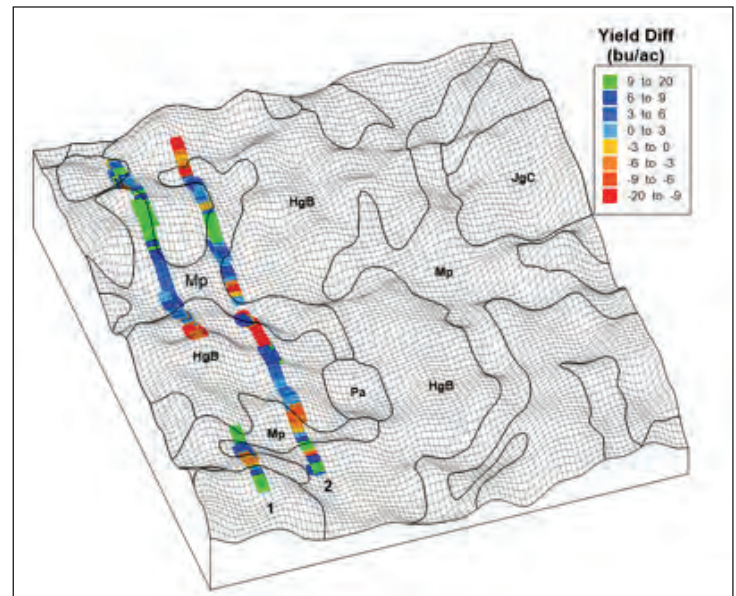 Yield Diff
(bu/ac)
9 to 20
6 to 9
3 to 6
0 to 3
-3 to 0
-6 to -3
-9 to -6
-20 to -9
JgC
HgB
Mp
Mp
HgB
Pa
HgB
Mp
2
1